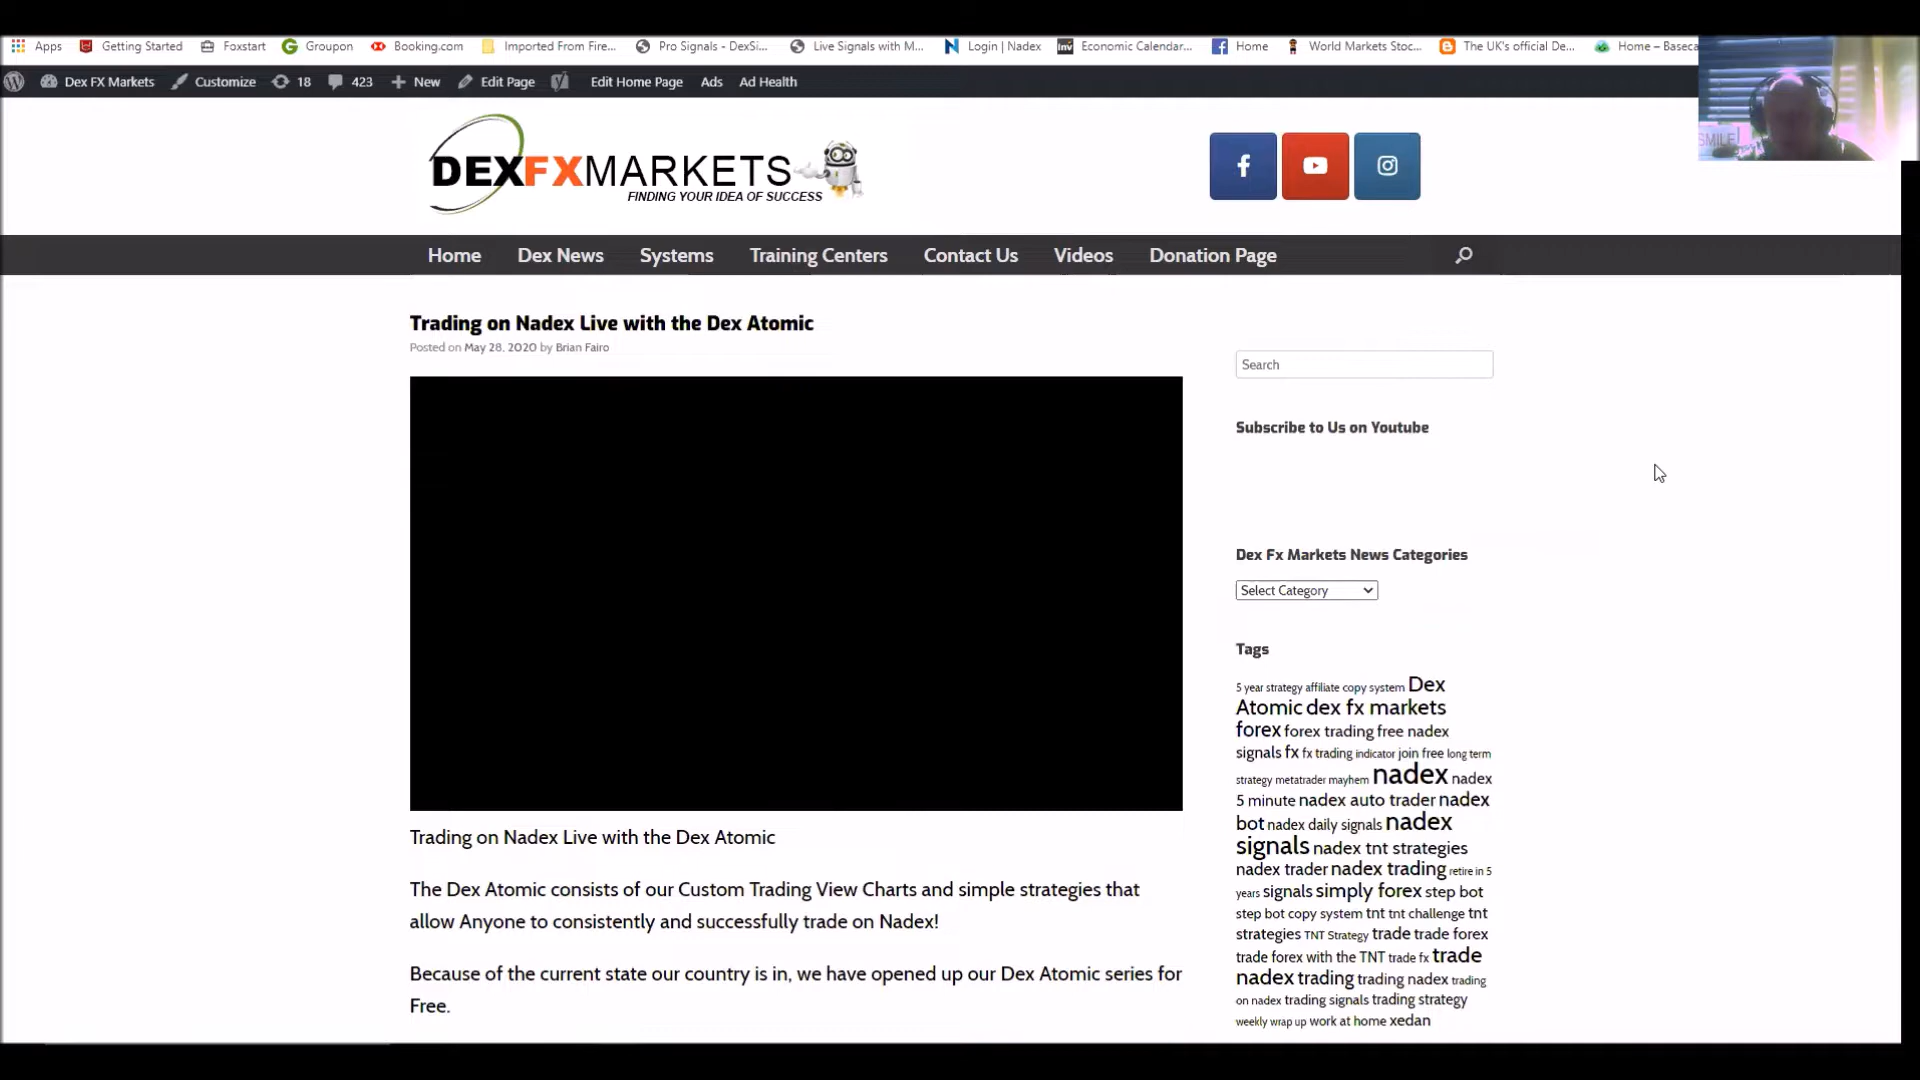 Apps Getting Started Foxstart Groupon Booking.com Imported From Fire... Pro Signals - DexSi... Live Signals with M... Login | Nadex Economic Calendar... Home World Markets Stoc... The UK's official De... Home – Baseca
Dex FX Markets Customize 18 423 New Edit Page Edit Home Page Ads Ad Health
SMILE!
DEXFXMARKETS
FINDING YOUR IDEA OF SUCCESS
Home Dex News Systems Training Centers Contact Us Videos Donation Page
Trading on Nadex Live with the Dex Atomic
Posted on May 28, 2020 by Brian Fairo
Trading on Nadex Live with the Dex Atomic
The Dex Atomic consists of our Custom Trading View Charts and simple strategies that
allow Anyone to consistently and successfully trade on Nadex!
Because of the current state our country is in, we have opened up our Dex Atomic series for
Free.
Search
Subscribe to Us on Youtube
Dex Fx Markets News Categories
Select Category
Tags
5 year strategy affiliate copy system Dex
Atomic dex fx markets
forex forex trading free nadex
signals fx fx trading indicator join free long term
strategy metatrader mayhem nadex nadex
5 minute nadex auto trader nadex
bot nadex daily signals nadex
signals nadex tnt strategies
nadex trader nadex trading retire in 5
years signals simply forex step bot
step bot copy system tnt tnt challenge tnt
strategies TNT Strategy trade trade forex
trade forex with the TNT trade fx trade
nadex trading trading nadex trading
on nadex trading signals trading strategy
weekly wrap up work at home xedan